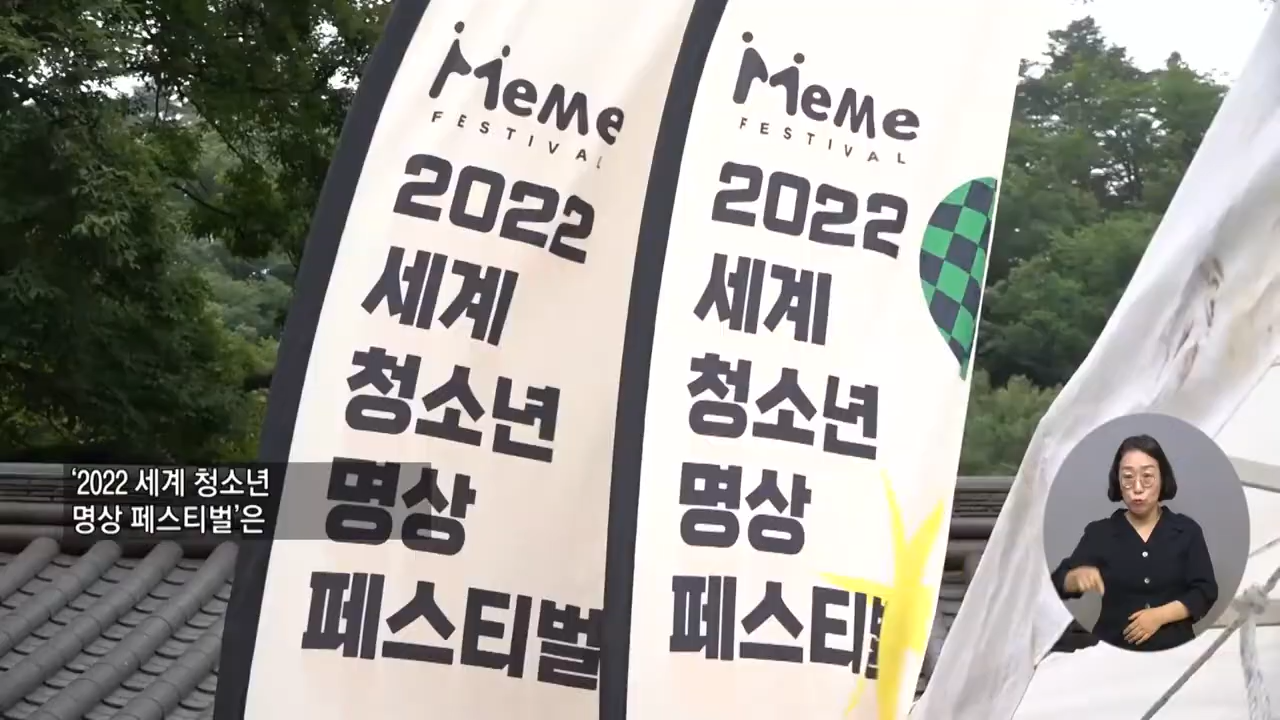 MeMe
FESTIVAL
2022
세계
청소년
명상
페스티벌
MeMe
FESTIVAL
2022
세계
청소년
명상
페스티벌
‘2022 세계 청소년
명상 페스티벌’은